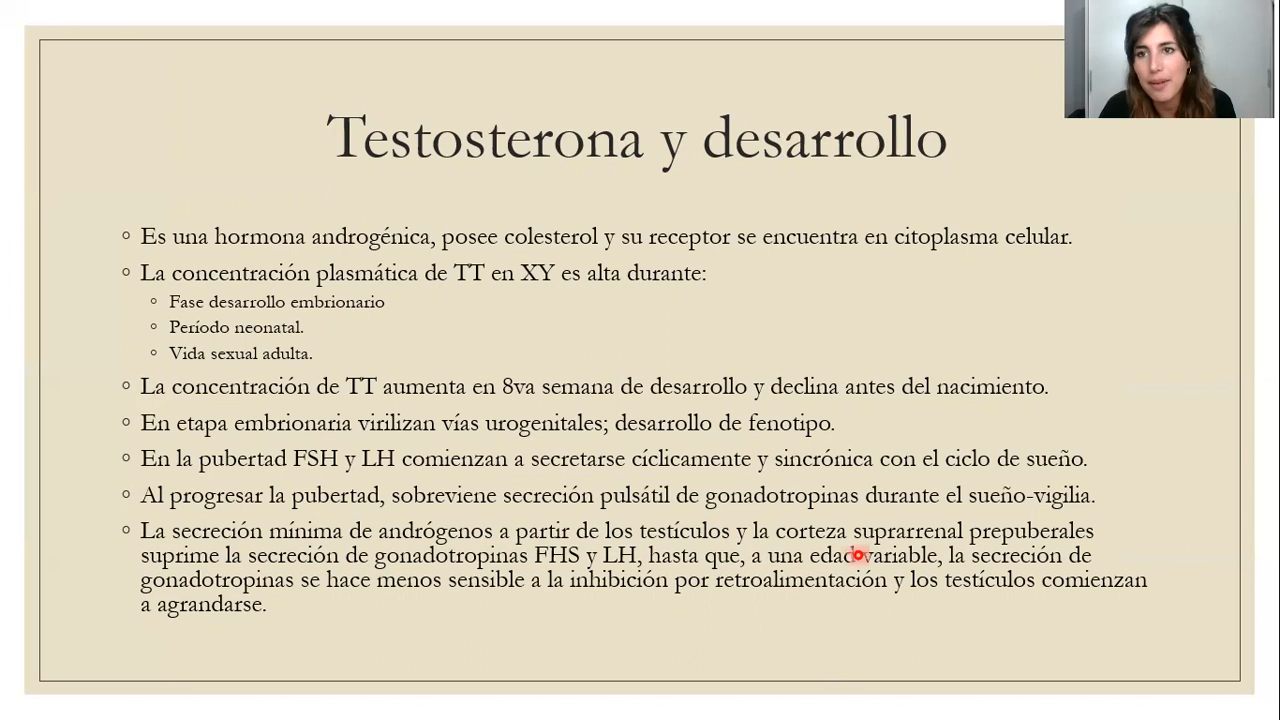 Testosterona y desarrollo
Es una hormona androgénica, posee colesterol y su receptor se encuentra en citoplasma celular.
La concentración plasmática de TT en XY es alta durante:
Fase desarrollo embrionario
Período neonatal.
Vida sexual adulta.
La concentración de TT aumenta en 8va semana de desarrollo y declina antes del nacimiento.
En etapa embrionaria virilizan vías urogenitales; desarrollo de fenotipo.
En la pubertad FSH y LH comienzan a secretarse cíclicamente y sincrónica con el ciclo de sueño.
Al progresar la pubertad, sobreviene secreción pulsátil de gonadotropinas durante el sueño-vigilia.
La secreción mínima de andrógenos a partir de los testículos y la corteza suprarrenal prepuberales
suprime la secreción de gonadotropinas FHS y LH, hasta que, a una edad variable, la secreción de
gonadotropinas se hace menos sensible a la inhibición por retroalimentación y los testículos comienzan
a agrandarse.